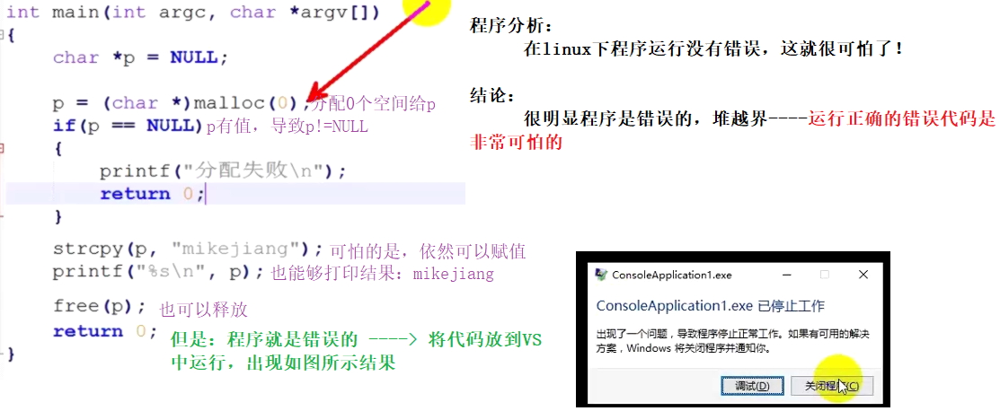 int main(int argc, char *argv[])
{
char *p = NULL;
p = (char *)malloc(0);分配0个空间给p
if(p == NULL)p有值，导致p!=NULL
{
printf("分配失败\n");
return 0;
}
strcpy(p, "mikejiang"); 可怕的是，依然可以赋值
printf("%s\n", p); 也能够打印结果：mikejiang
free(p); 也可以释放
return 0;
}
但是：程序就是错误的 ----> 将代码放到VS
中运行，出现如图所示结果
程序分析：
在linux下程序运行没有错误，这就很可怕了！
结论：
很明显程序是错误的，堆越界----运行正确的错误代码是
非常可怕的
ConsoleApplication1.exe
ConsoleApplication1.exe 已停止工作
出现了一个问题，导致程序停止正常工作。如果有可用的解决
方案，Windows 将关闭程序并通知你。
调试(D) 关闭程序(C)